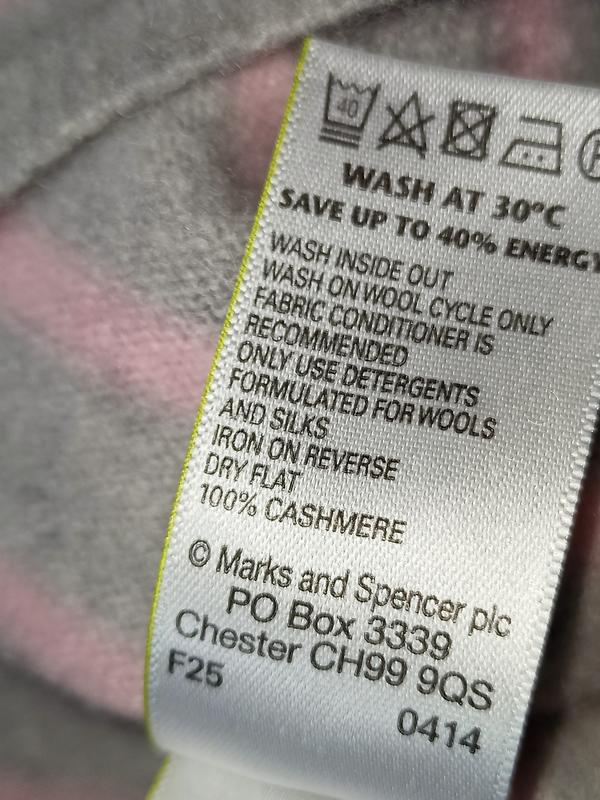 40
WASH AT 30°C
SAVE UP TO 40% ENERGY
WASH INSIDE OUT
WASH ON WOOL CYCLE ONLY
FABRIC CONDITIONER IS
RECOMMENDED
ONLY USE DETERGENTS
FORMULATED FOR WOOLS
AND SILKS
IRON ON REVERSE
DRY FLAT
100% CASHMERE
© Marks and Spencer plc
PO Box 3339
Chester CH99 9QS
F25
0414